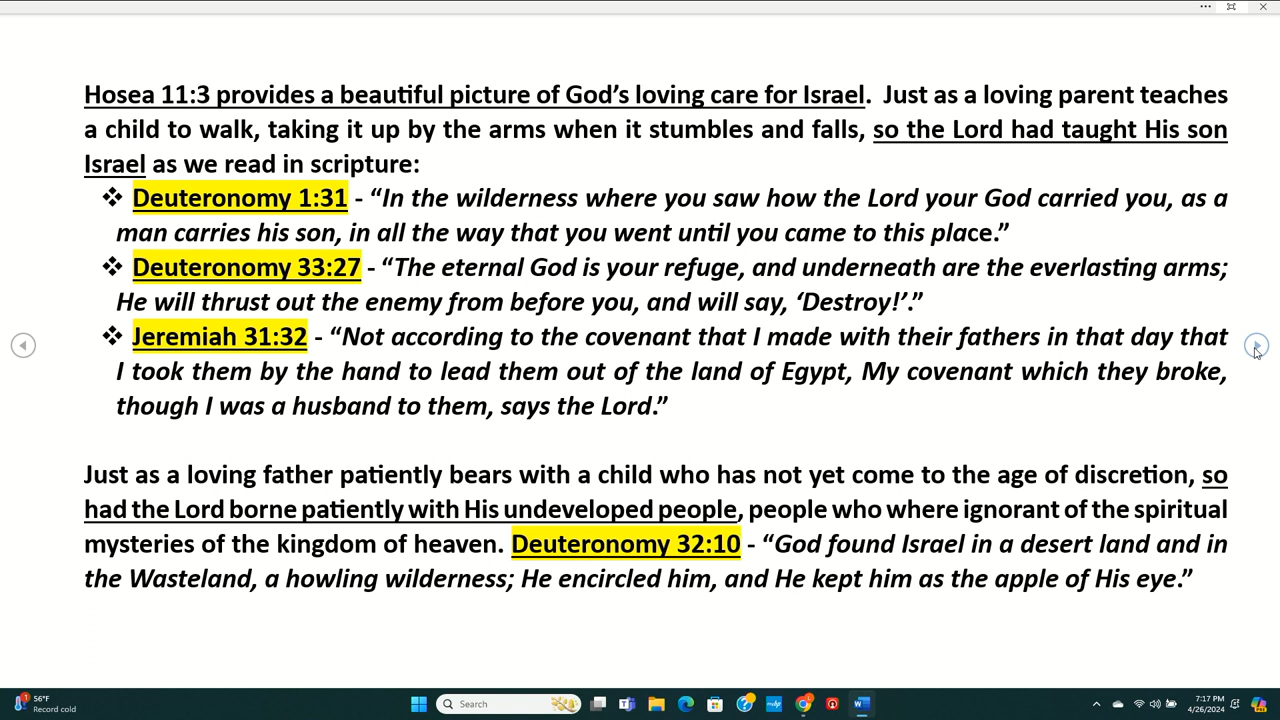 Hosea 11:3 provides a beautiful picture of God’s loving care for Israel.  Just as a loving parent teaches
a child to walk, taking it up by the arms when it stumbles and falls, so the Lord had taught His son
Israel as we read in scripture:
❖ Deuteronomy 1:31 - “In the wilderness where you saw how the Lord your God carried you, as a
man carries his son, in all the way that you went until you came to this place.”
❖ Deuteronomy 33:27 - “The eternal God is your refuge, and underneath are the everlasting arms;
He will thrust out the enemy from before you, and will say, ‘Destroy!’.”
❖ Jeremiah 31:32 - “Not according to the covenant that I made with their fathers in that day that
I took them by the hand to lead them out of the land of Egypt, My covenant which they broke,
though I was a husband to them, says the Lord.”
Just as a loving father patiently bears with a child who has not yet come to the age of discretion, so
had the Lord borne patiently with His undeveloped people, people who where ignorant of the spiritual
mysteries of the kingdom of heaven. Deuteronomy 32:10 - “God found Israel in a desert land and in
the Wasteland, a howling wilderness; He encircled him, and He kept him as the apple of His eye.”
1
56°F
Record cold
Search
7:17 PM
4/26/2024